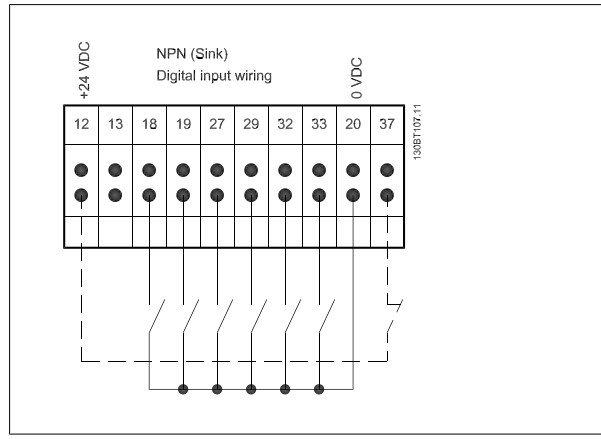 +24 VDC
NPN (Sink)
Digital input wiring
0 VDC
12 13 18 19 27 29 32 33 20 37
130BT107.11